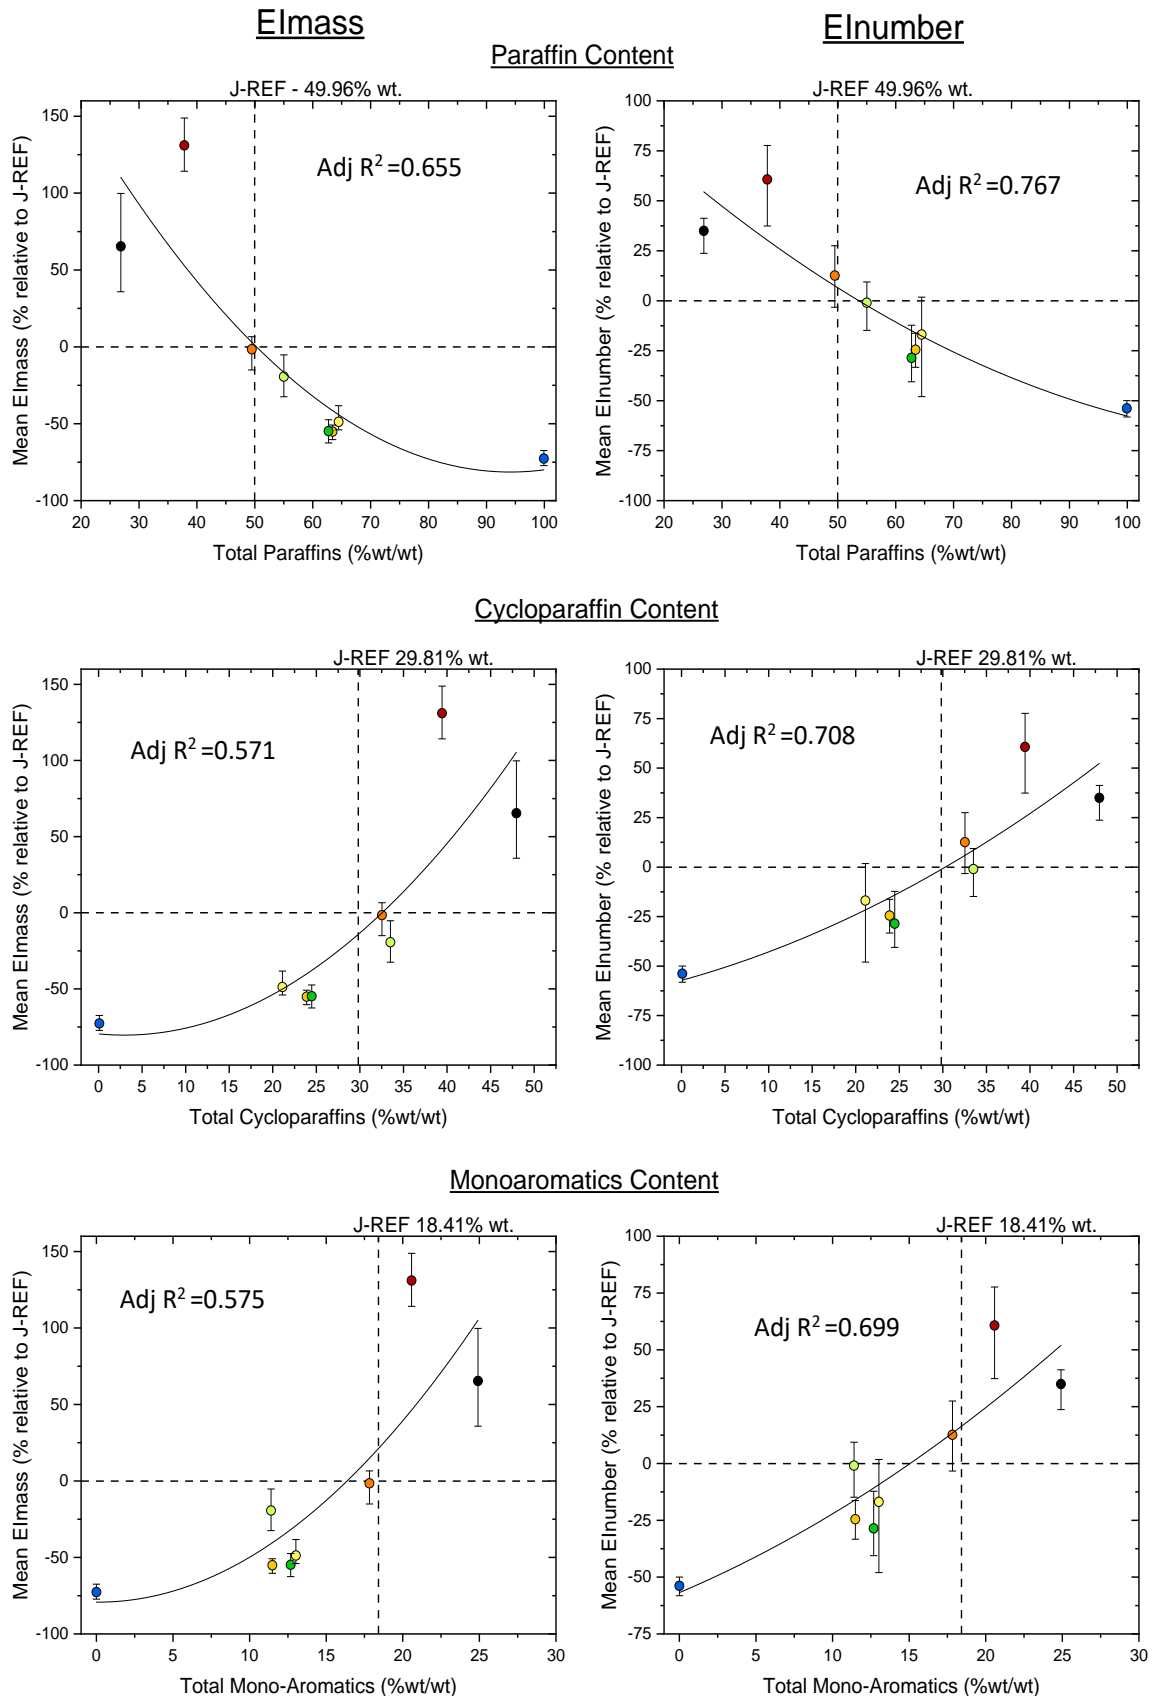 EImass
EInumber
Paraffin Content
J-REF - 49.96% wt.
Adj R2 =0.655
150
100
50
0
-50
-100
20 30 40 50 60 70 80 90 100
Mean EImass (% relative to J-REF)
Total Paraffins (%wt/wt)
J-REF 49.96% wt.
Adj R2 =0.767
100
75
50
25
0
-25
-50
-75
-100
20 30 40 50 60 70 80 90 100
Mean EInumber (% relative to J-REF)
Total Paraffins (%wt/wt)
Cycloparaffin Content
J-REF 29.81% wt.
Adj R2 =0.571
150
100
50
0
-50
-100
0 5 10 15 20 25 30 35 40 45 50
Mean EImass (% relative to J-REF)
Total Cycloparaffins (%wt/wt)
J-REF 29.81% wt.
Adj R2 =0.708
100
75
50
25
0
-25
-50
-75
-100
0 5 10 15 20 25 30 35 40 45 50
Mean EInumber (% relative to J-REF)
Total Cycloparaffins (%wt/wt)
Monoaromatics Content
J-REF 18.41% wt.
Adj R2 =0.575
150
100
50
0
-50
-100
0 5 10 15 20 25 30
Mean EImass (% relative to J-REF)
Total Mono-Aromatics (%wt/wt)
J-REF 18.41% wt.
Adj R2 =0.699
100
75
50
25
0
-25
-50
-75
0 5 10 15 20 25 30
Mean EInumber (% relative to J-REF)
Total Mono-Aromatics (%wt/wt)